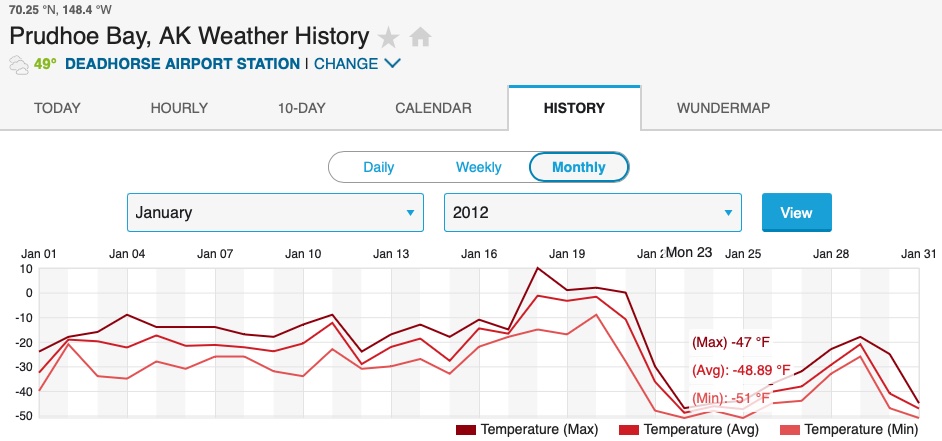 70.25 °N, 148.4 °W
Prudhoe Bay, AK Weather History
49° DEADHORSE AIRPORT STATION | CHANGE
TODAY HOURLY 10-DAY CALENDAR HISTORY WUNDERMAP
Daily Weekly Monthly
January 2012 View
Jan 01 Jan 04 Jan 07 Jan 10 Jan 13 Jan 16 Jan 19 Jan 2 Mon 23 Jan 25 Jan 28 Jan 31
10
0
-10
-20
(Max) -47 °F
-30
(Avg): -48.89 °F
-40
(Min): -51 °F
-50
Temperature (Max) Temperature (Avg) Temperature (Min)